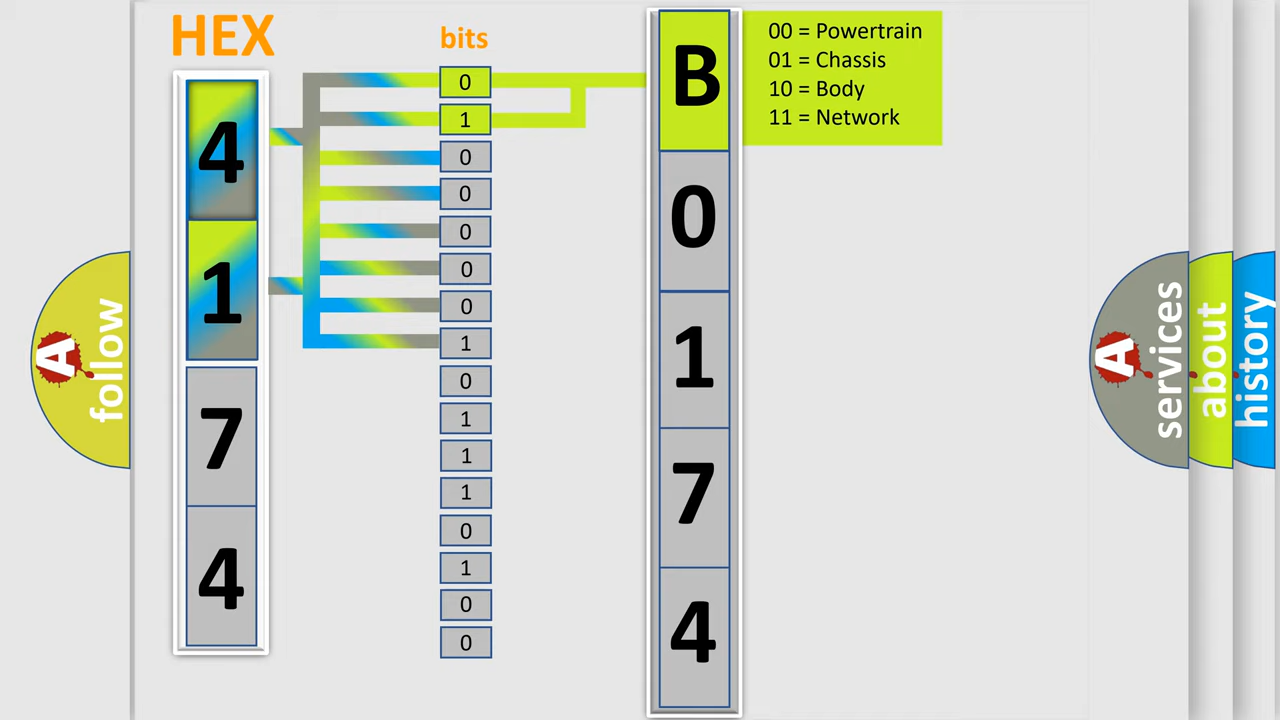 HEX
bits
00 = Powertrain
01 = Chassis
10 = Body
11 = Network
4
1
7
4
0
1
0
0
0
0
0
1
0
1
1
1
0
1
0
0
B
0
1
7
4
A
follow
A
services
about
history